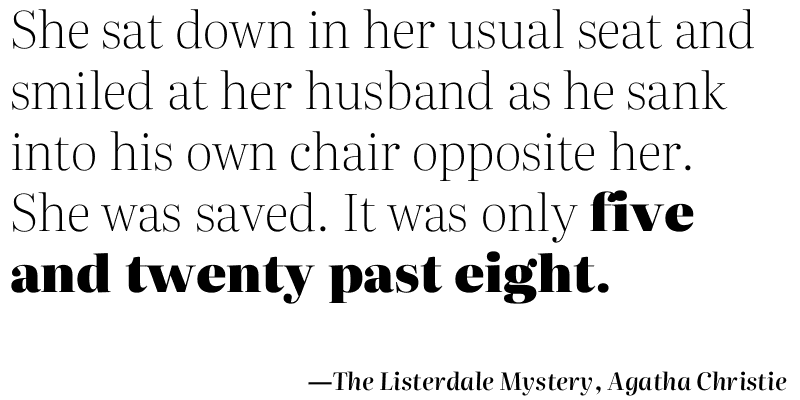 She sat down in her usual seat and
smiled at her husband as he sank
into his own chair opposite her.
She was saved. It was only five
and twenty past eight.
—The Listerdale Mystery, Agatha Christie